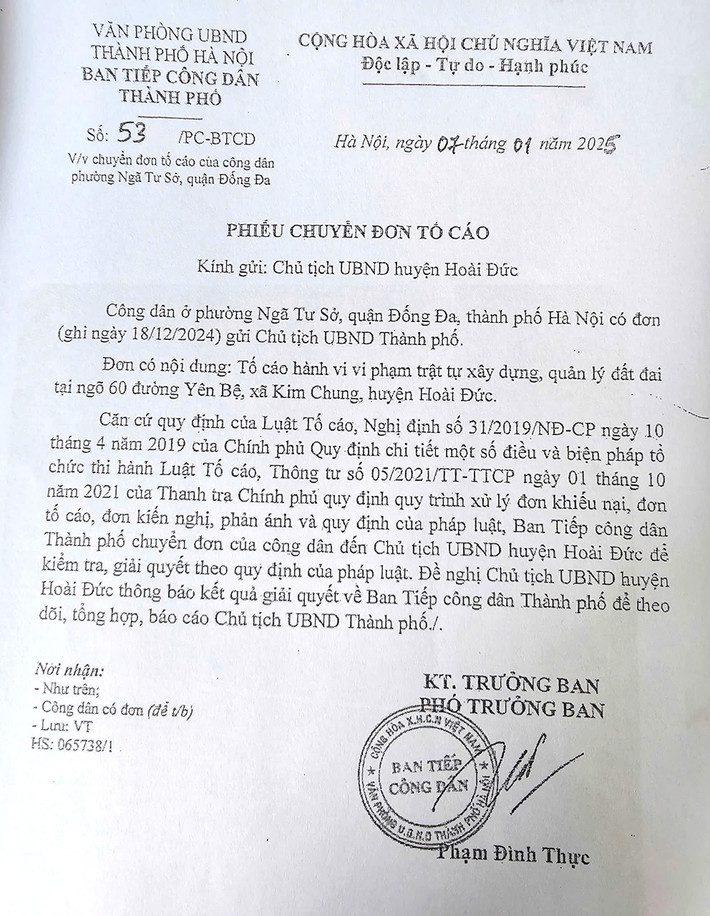 VĂN PHÒNG UBND
THÀNH PHỐ HÀ NỘI
BAN TIẾP CÔNG DÂN
THÀNH PHỐ
Số: 53 /PC-BTCD
V/v chuyển đơn tố cáo của công dân
phường Ngã Tư Sở, quận Đống Đa
CỘNG HÒA XÃ HỘI CHỦ NGHĨA VIỆT NAM
Độc lập - Tự do - Hạnh phúc
Hà Nội, ngày 07 tháng 01 năm 2025
PHIẾU CHUYỂN ĐƠN TỐ CÁO
Kính gửi: Chủ tịch UBND huyện Hoài Đức
Công dân ở phường Ngã Tư Sở, quận Đống Đa, thành phố Hà Nội có đơn
(ghi ngày 18/12/2024) gửi Chủ tịch UBND Thành phố.
Đơn có nội dung: Tố cáo hành vi vi phạm trật tự xây dựng, quản lý đất đai
tại ngõ 60 đường Yên Bệ, xã Kim Chung, huyện Hoài Đức.
Căn cứ quy định của Luật Tố cáo, Nghị định số 31/2019/NĐ-CP ngày 10
tháng 4 năm 2019 của Chính phủ Quy định chi tiết một số điều và biện pháp tổ
chức thi hành Luật Tố cáo, Thông tư số 05/2021/TT-TTCP ngày 01 tháng 10
năm 2021 của Thanh tra Chính phủ quy định quy trình xử lý đơn khiếu nại, đơn
tố cáo, đơn kiến nghị, phản ánh và quy định của pháp luật, Ban Tiếp công dân
Thành phố chuyển đơn của công dân đến Chủ tịch UBND huyện Hoài Đức để
kiểm tra, giải quyết theo quy định của pháp luật. Đề nghị Chủ tịch UBND huyện
Hoài Đức thông báo kết quả giải quyết về Ban Tiếp công dân Thành phố để theo
dõi, tổng hợp, báo cáo Chủ tịch UBND Thành phố./.
Nơi nhận:
- Như trên;
- Công dân có đơn (để t/b)
- Lưu: VT
HS: 065738/1
KT. TRƯỞNG BAN
PHÓ TRƯỞNG BAN
CỘNG HÒA X.H.C.N VIỆT NAM
BAN TIẾP
CÔNG DÂN
VĂN PHÒNG U.B.N.D THÀNH PHỐ HÀ NỘI
Phạm Đình Thực